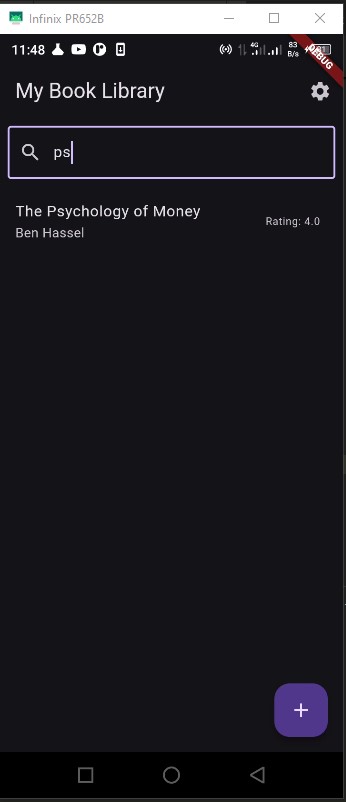 Infinix PR652B
11:48
4G
83
B/s
DEBUG
My Book Library
ps
The Psychology of Money
Ben Hassel
Rating: 4.0